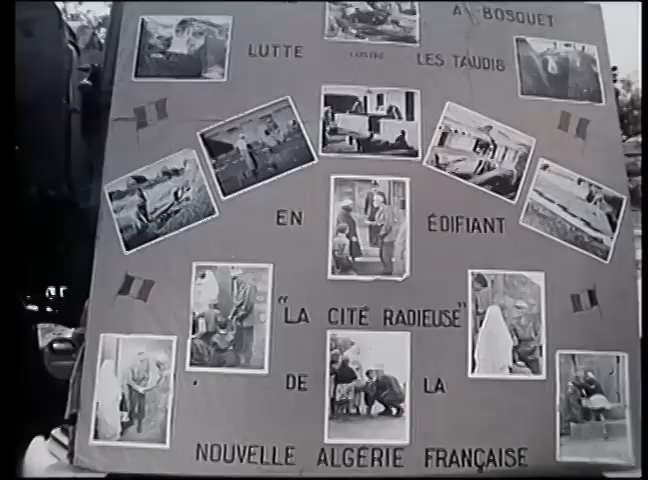 A BOSQUET
LUTTE CONTRE LES TAUDIS
EN ÉDIFIANT
"LA CITÉ RADIEUSE"
DE LA
NOUVELLE ALGÉRIE FRANÇAISE